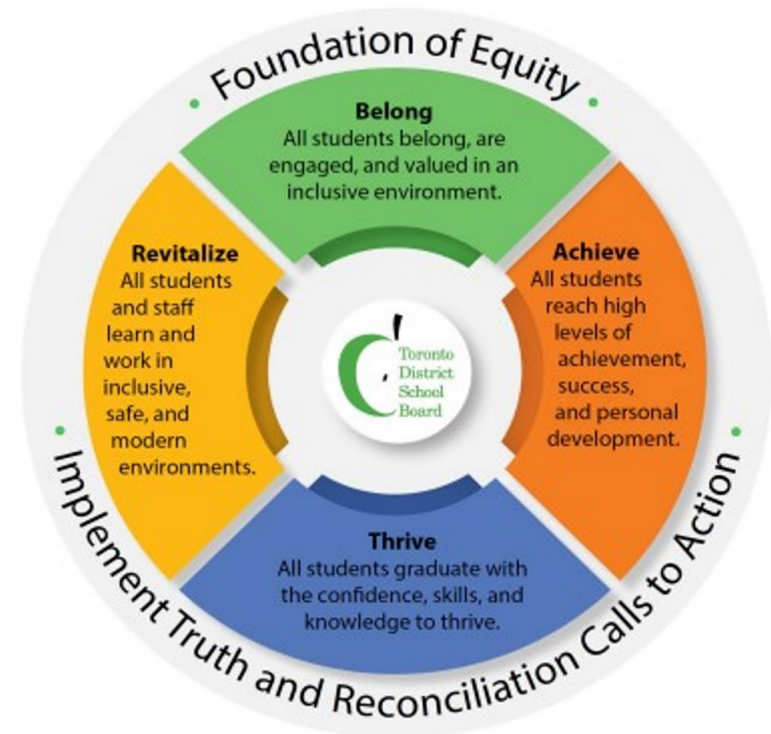 Foundation of Equity
Belong
All students belong, are
engaged, and valued in an
inclusive environment.
Revitalize
All students
and staff
learn and
work in
inclusive,
safe, and
modern
environments.
Achieve
All students
reach high
levels of
achievement,
success,
and personal
development.
Toronto
District
School
Board
Thrive
All students graduate with
the confidence, skills, and
knowledge to thrive.
Implement Truth and Reconciliation Calls to Action